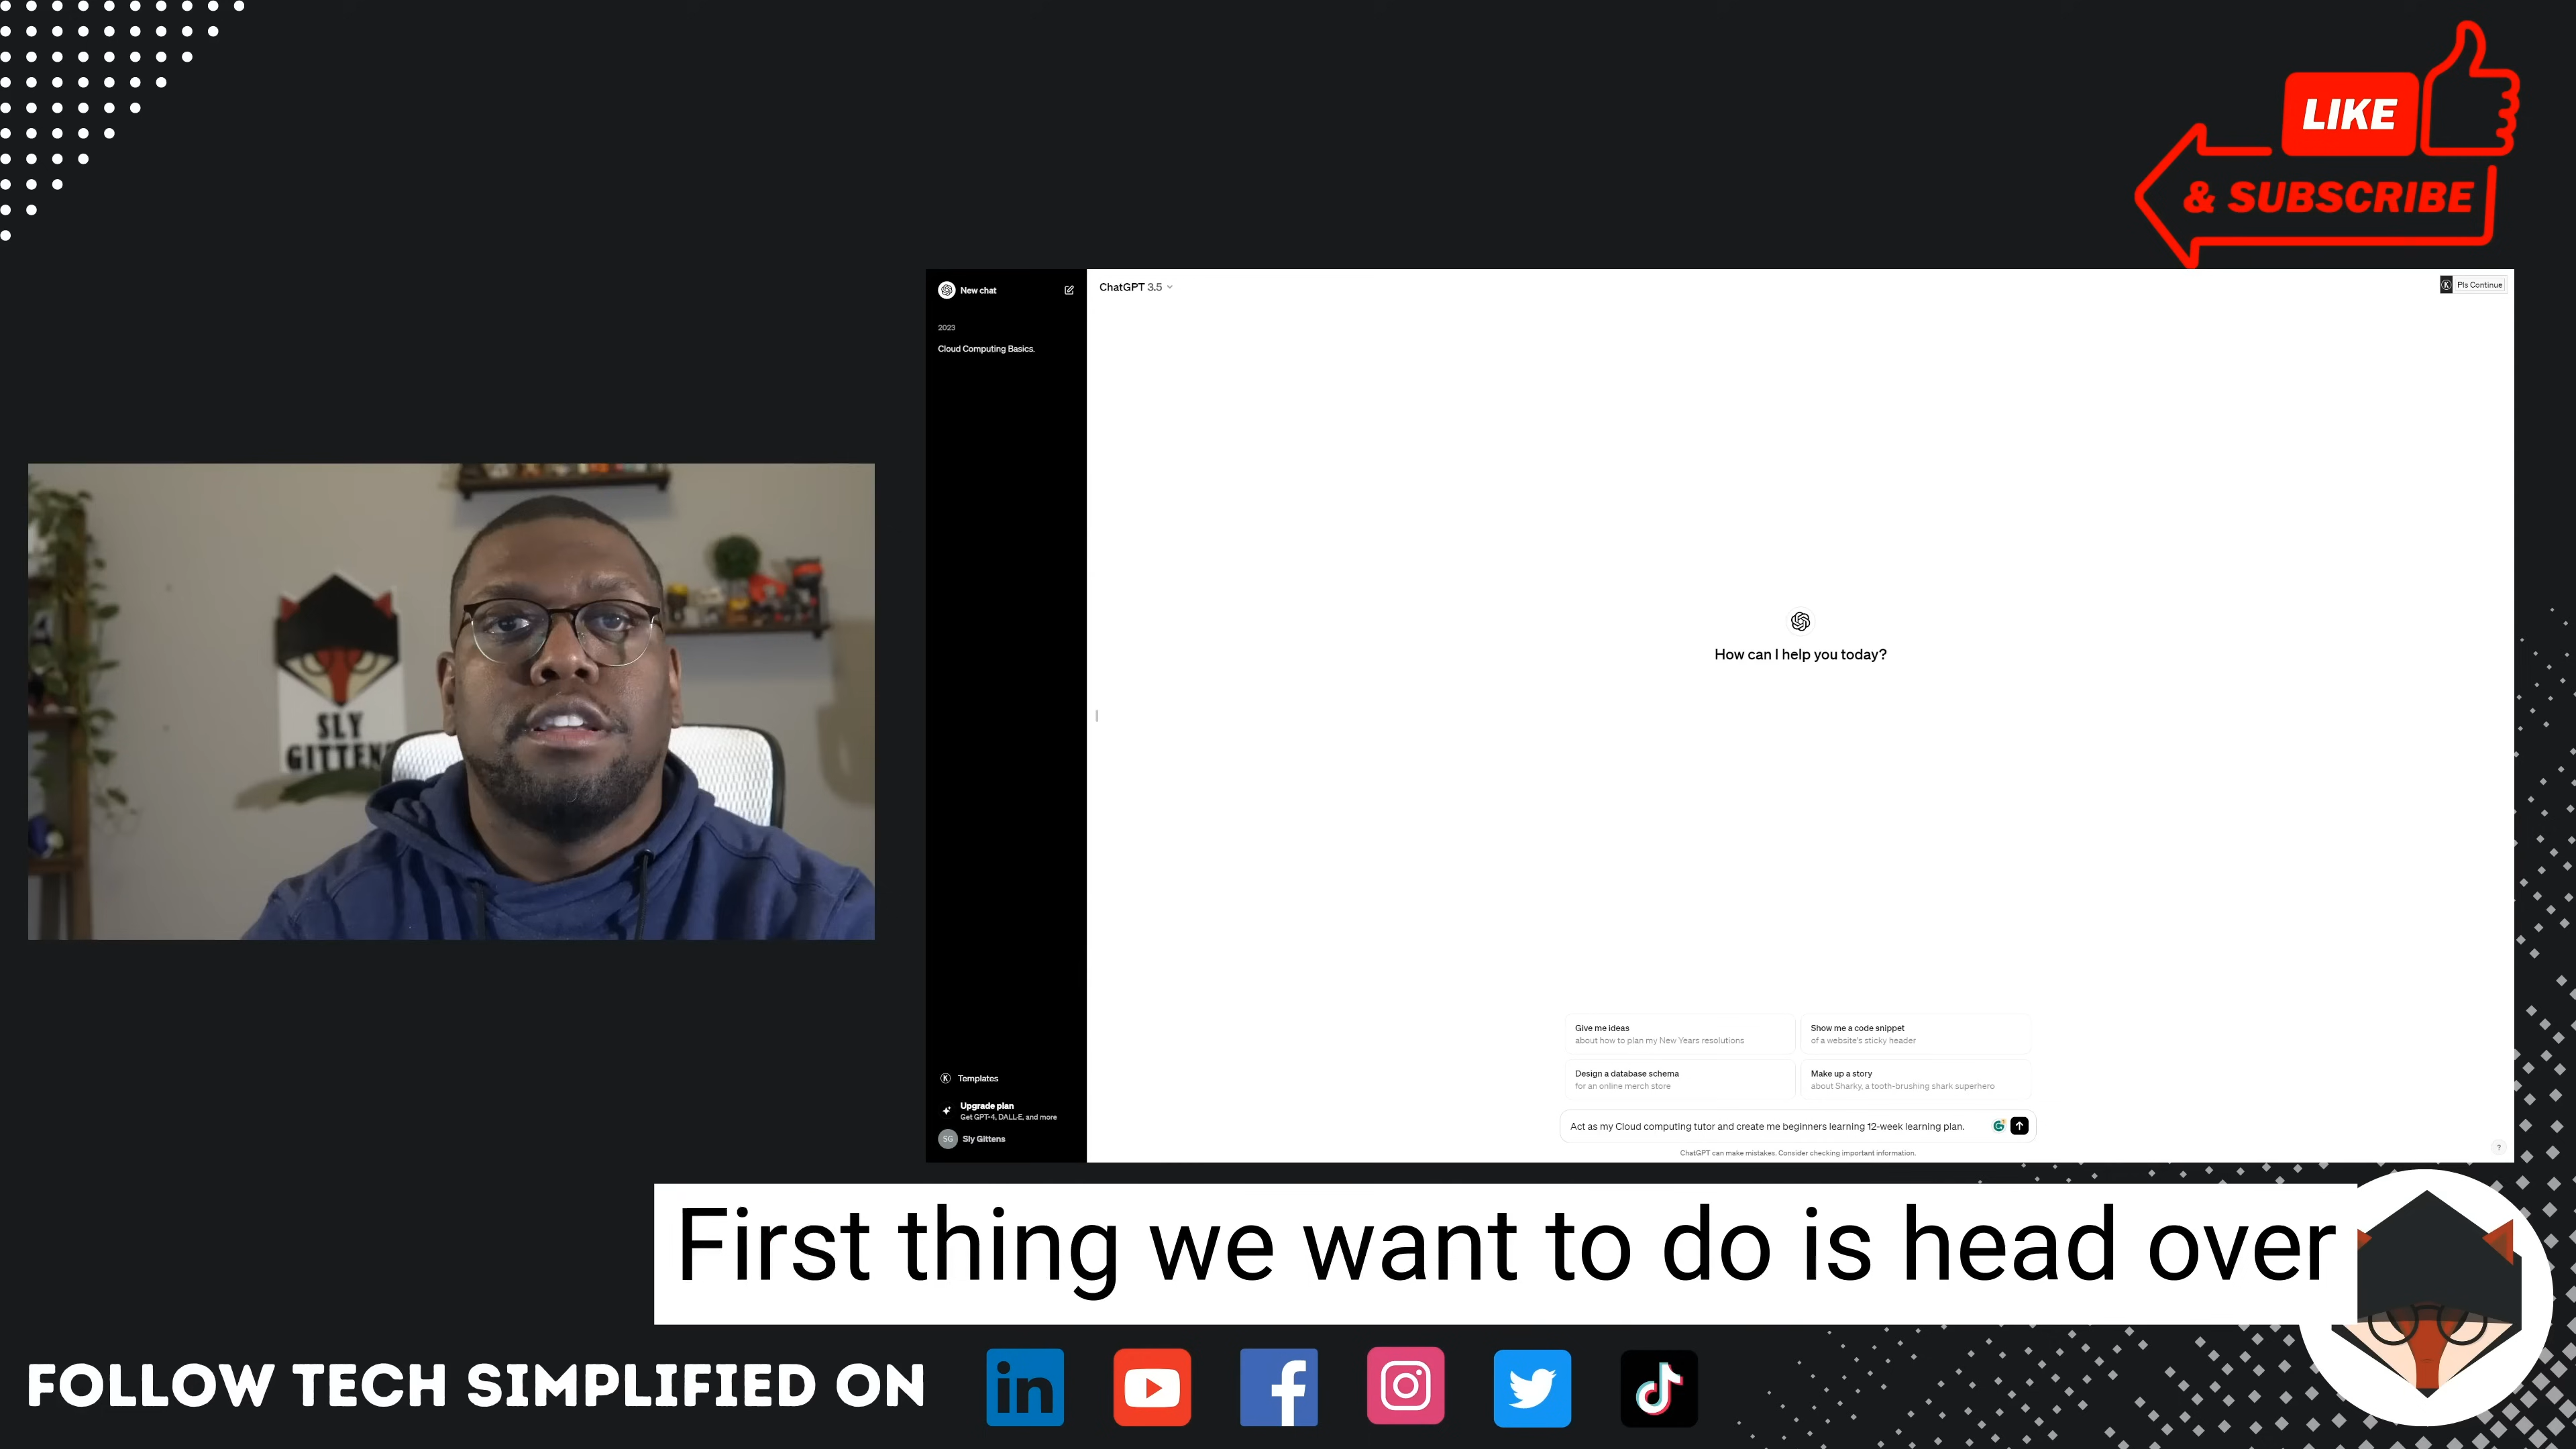 LIKE
& SUBSCRIBE
New chat
2023
Cloud Computing Basics.
ChatGPT 3.5
Pls Continue
SLY
GITTENS
How can I help you today?
Give me ideas
about how to plan my New Years resolutions
Show me a code snippet
of a website's sticky header
Design a database schema
for an online merch store
Make up a story
about Sharky, a tooth-brushing shark superhero
Templates
Upgrade plan
Get GPT-4, DALL·E, and more
SG
Sly Gittens
Act as my Cloud computing tutor and create me beginners learning 12-week learning plan.
ChatGPT can make mistakes. Consider checking important information.
?
First thing we want to do is head over
FOLLOW TECH SIMPLIFIED ON
in